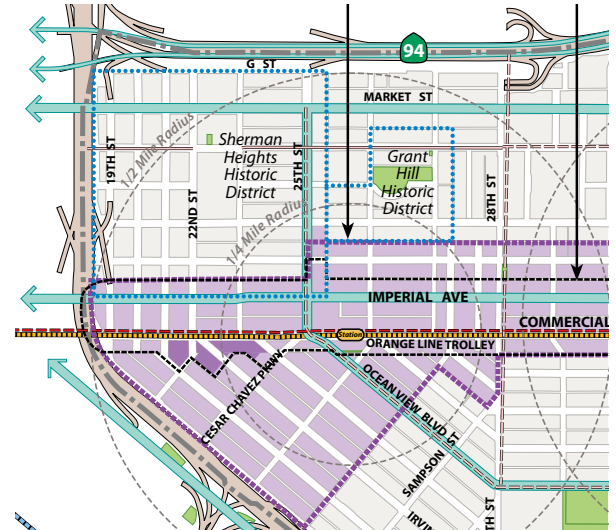 94
G ST
MARKET ST
19TH ST
1/2 Mile Radius
Sherman
Heights
Historic
District
25TH ST
Grant
Hill
Historic
District
22ND ST
28TH ST
1/4 Mile Radius
IMPERIAL AVE
COMMERCIAL
Station
ORANGE LINE TROLLEY
CESAR CHAVEZ PKWY
OCEAN VIEW BLVD
SAMPSON ST
IRVIN
TH ST